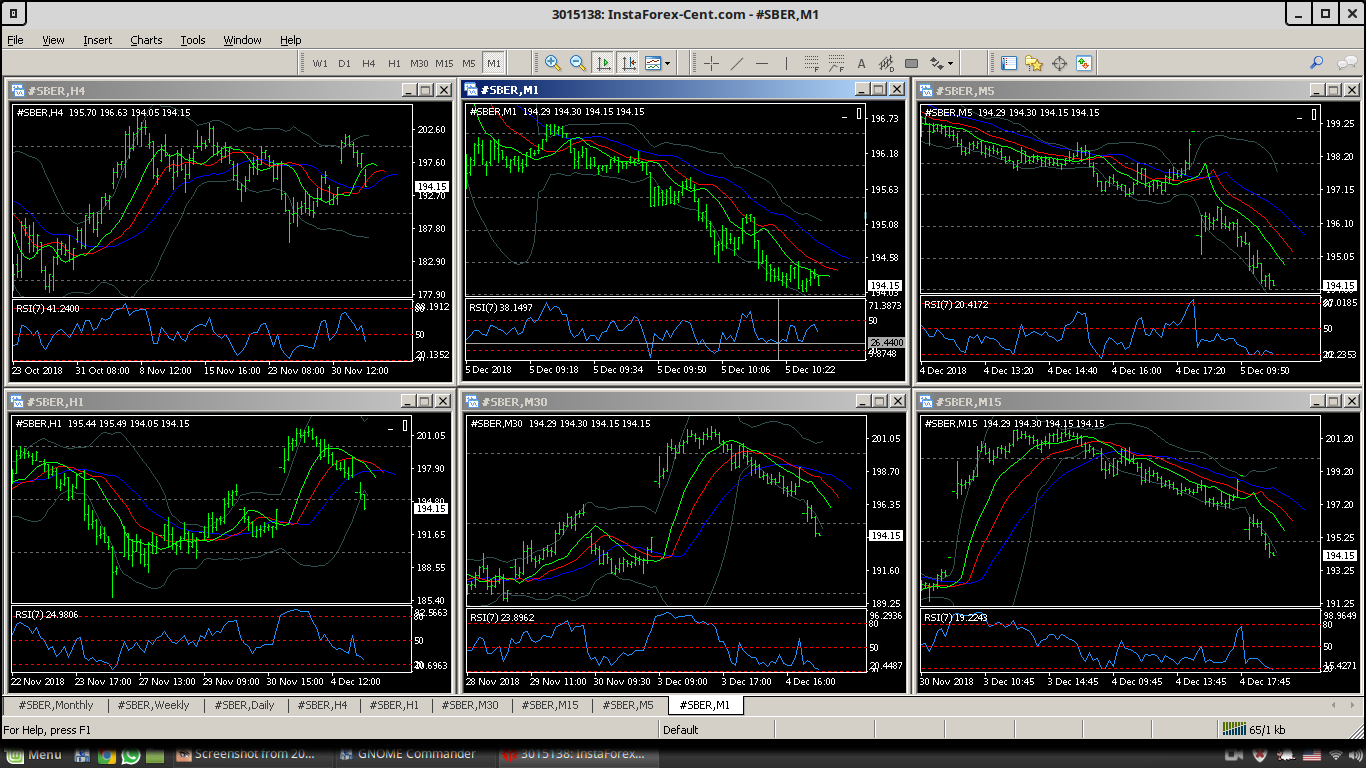 3015138: InstaForex-Cent.com - #SBER,M1
File View Insert Charts Tools Window Help
W1 D1 H4 H1 M30 M15 M5 M1
#SBER,H4
#SBER,H4 195.70 196.63 194.05 194.15
202.60
197.60
194.15
192.70
187.80
182.90
177.90
RSI(7) 41.2400
50
23 Oct 2018 31 Oct 08:00 8 Nov 12:00 15 Nov 16:00 23 Nov 08:00 30 Nov 12:00
#SBER,M1
#SBER,M1 194.29 194.30 194.15 194.15
196.73
196.18
195.63
195.08
194.58
194.15
194.03
RSI(7) 38.1497
71.3873
50
26.4400
5 Dec 2018 5 Dec 09:18 5 Dec 09:34 5 Dec 09:50 5 Dec 10:06 5 Dec 10:22
#SBER,M5
#SBER,M5 194.29 194.30 194.15 194.15
199.25
198.20
197.15
196.10
195.05
194.15
RSI(7) 20.4172
50
4 Dec 2018 4 Dec 13:20 4 Dec 14:40 4 Dec 16:00 4 Dec 17:20 5 Dec 09:50
#SBER,H1
#SBER,H1 195.44 195.49 194.05 194.15
201.05
197.90
194.80
194.15
191.65
188.55
185.40
RSI(7) 24.9806
80
50
22 Nov 2018 23 Nov 17:00 27 Nov 13:00 29 Nov 09:00 30 Nov 15:00 4 Dec 12:00
#SBER,M30
#SBER,M30 194.29 194.30 194.15 194.15
201.05
198.70
196.35
194.15
191.60
189.25
RSI(7) 23.8962
96.2936
80
50
20.4487
28 Nov 2018 29 Nov 11:00 30 Nov 09:30 3 Dec 09:00 3 Dec 17:00 4 Dec 16:00
#SBER,M15
#SBER,M15 194.29 194.30 194.15 194.15
201.20
199.20
197.20
195.25
194.15
193.25
191.25
RSI(7) 19.2243
98.9649
80
50
15.4271
30 Nov 2018 3 Dec 10:45 3 Dec 14:45 4 Dec 09:45 4 Dec 13:45 4 Dec 17:45
#SBER,Monthly #SBER,Weekly #SBER,Daily #SBER,H4 #SBER,H1 #SBER,M30 #SBER,M15 #SBER,M5 #SBER,M1
For Help, press F1 Default 65/1 kb
Menu Screenshot from 20... GNOME Commander 3015138: InstaForex...